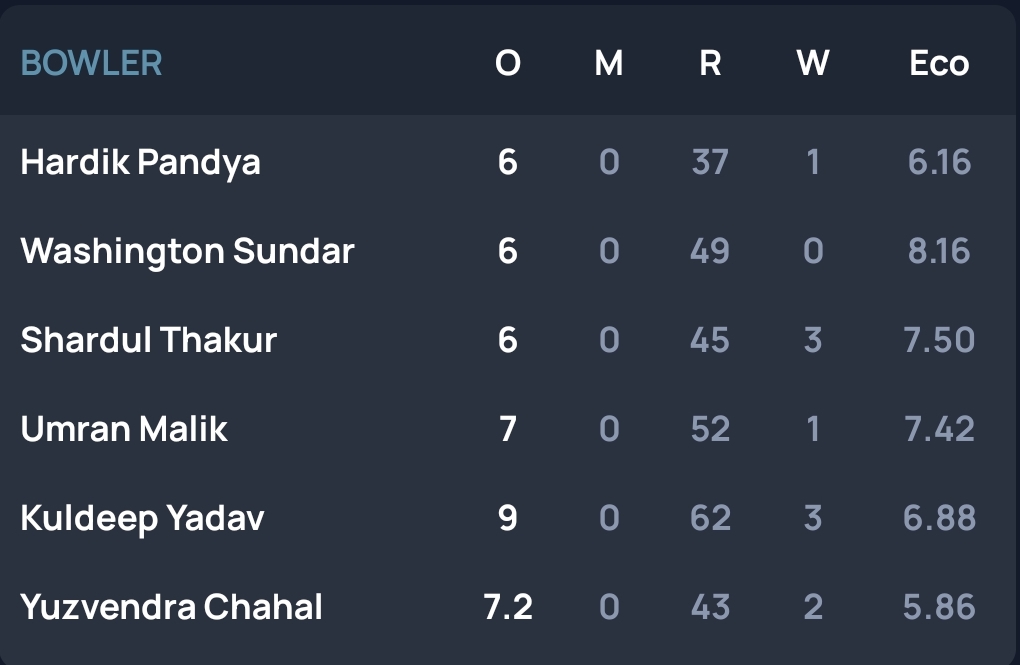 BOWLER O M R W Eco
Hardik Pandya 6 0 37 1 6.16
Washington Sundar 6 0 49 0 8.16
Shardul Thakur 6 0 45 3 7.50
Umran Malik 7 0 52 1 7.42
Kuldeep Yadav 9 0 62 3 6.88
Yuzvendra Chahal 7.2 0 43 2 5.86